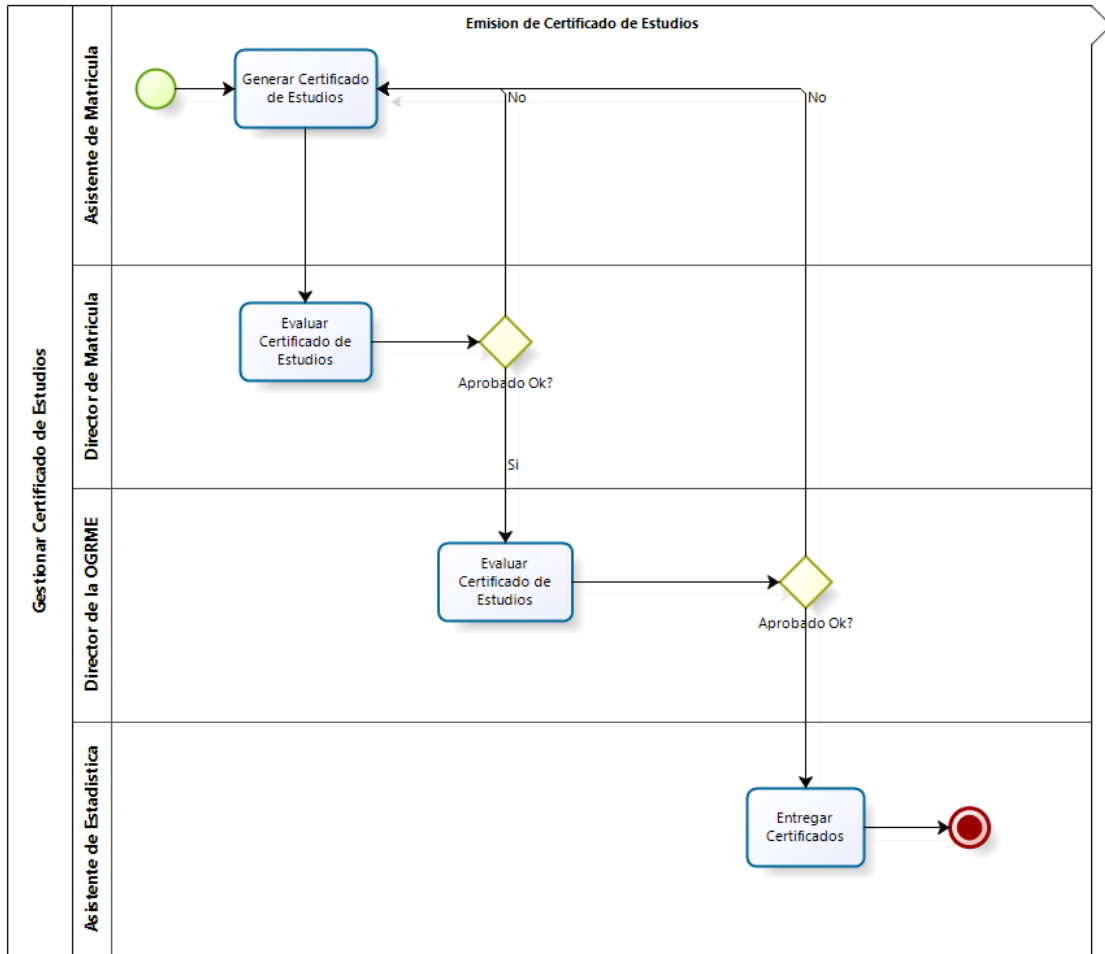 Emision de Certificado de Estudios
Gestionar Certificado de Estudios
Asistente de Matricula
Generar Certificado
de Estudios
No
No
Director de Matricula
Evaluar
Certificado de
Estudios
Aprobado Ok?
Si
Director de la OGRME
Evaluar
Certificado de
Estudios
Aprobado Ok?
Asistente de Estadistica
Entregar
Certificados